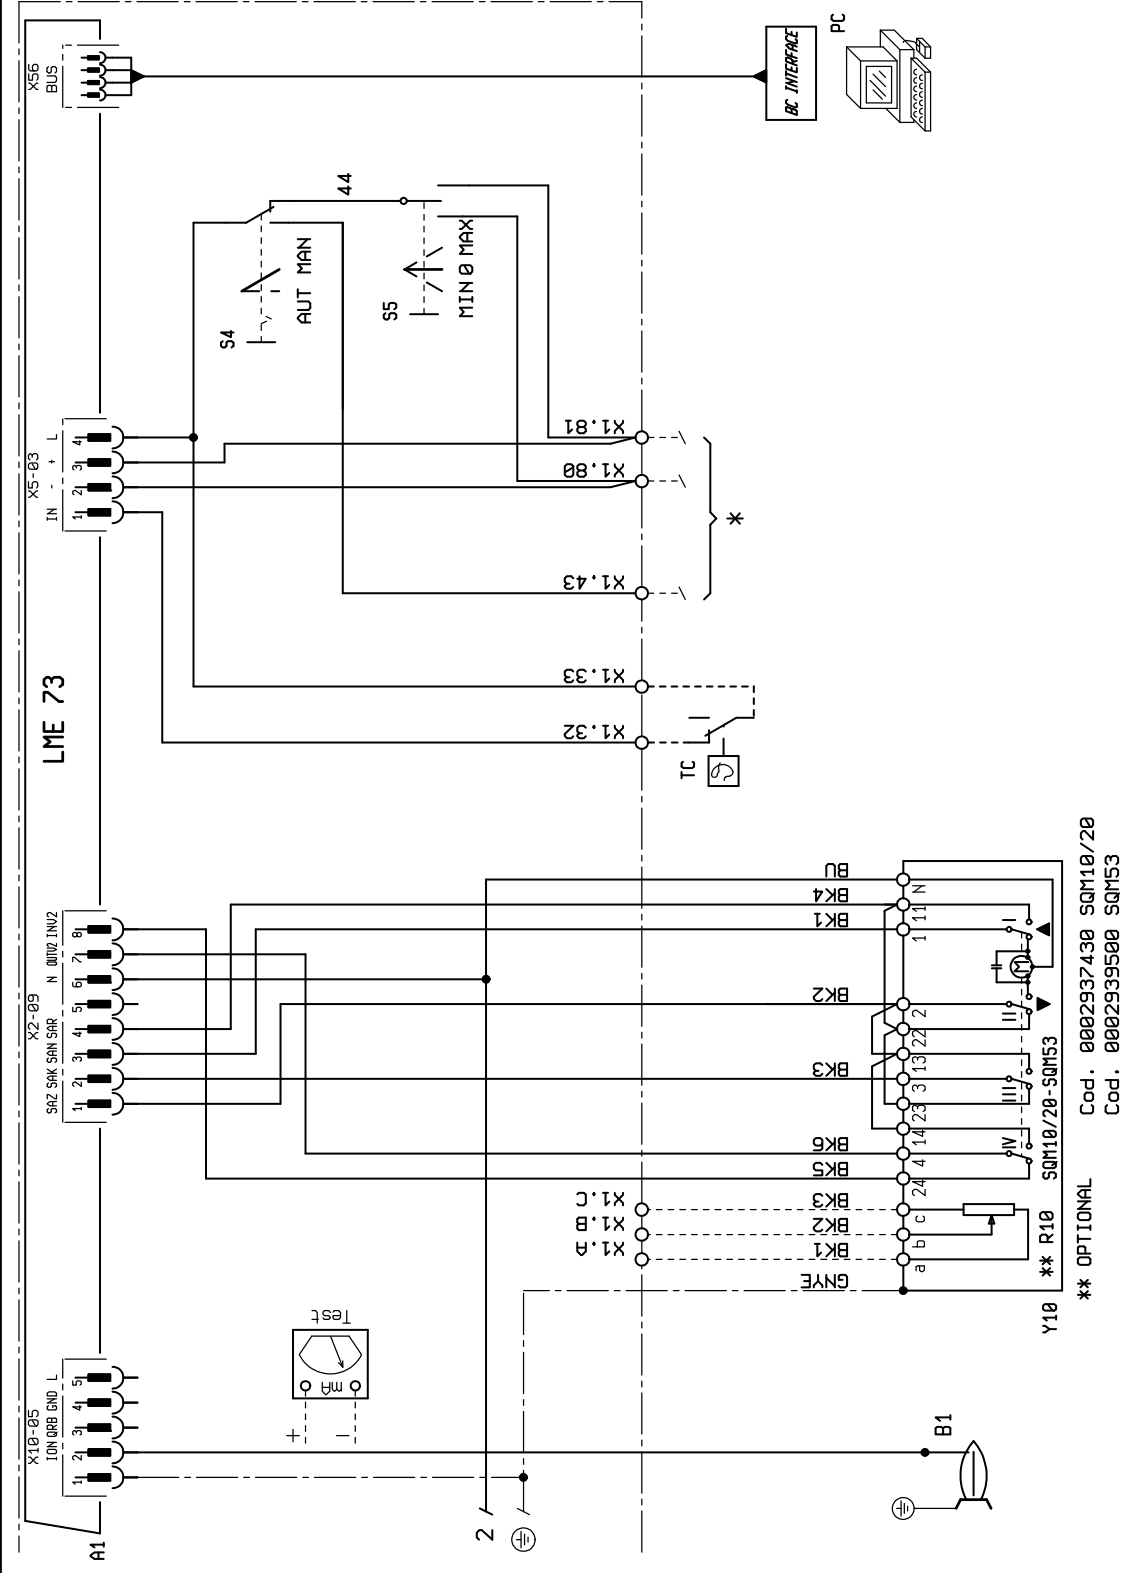 A1
LME 73
X10-05
ION QRB GND L
1 2 3 4 5
X2-09
SAZ SAK SAN SAR N OUTV2 INV2
1 2 3 4 5 6 7 8
X5-03
IN - + L
1 2 3 4
X56
BUS
S4
AUT MAN
44
S5
MIN 0 MAX
BC INTERFACE
PC
+
-
mA
Test
2
X1.A
X1.B
X1.C
X1.32
X1.33
X1.43
X1.80
X1.81
*
TC
GNYE
BK1
BK2
BK3
BK5
BK6
BK3
BK2
BK1
BK4
BU
a b c 24 4 14 23 3 13 22 2 1 11 N
IV III II I
M
B1
Y10
** R10
SQM10/20-SQM53
** OPTIONAL
Cod. 0002937430 SQM10/20
Cod. 0002939500 SQM53